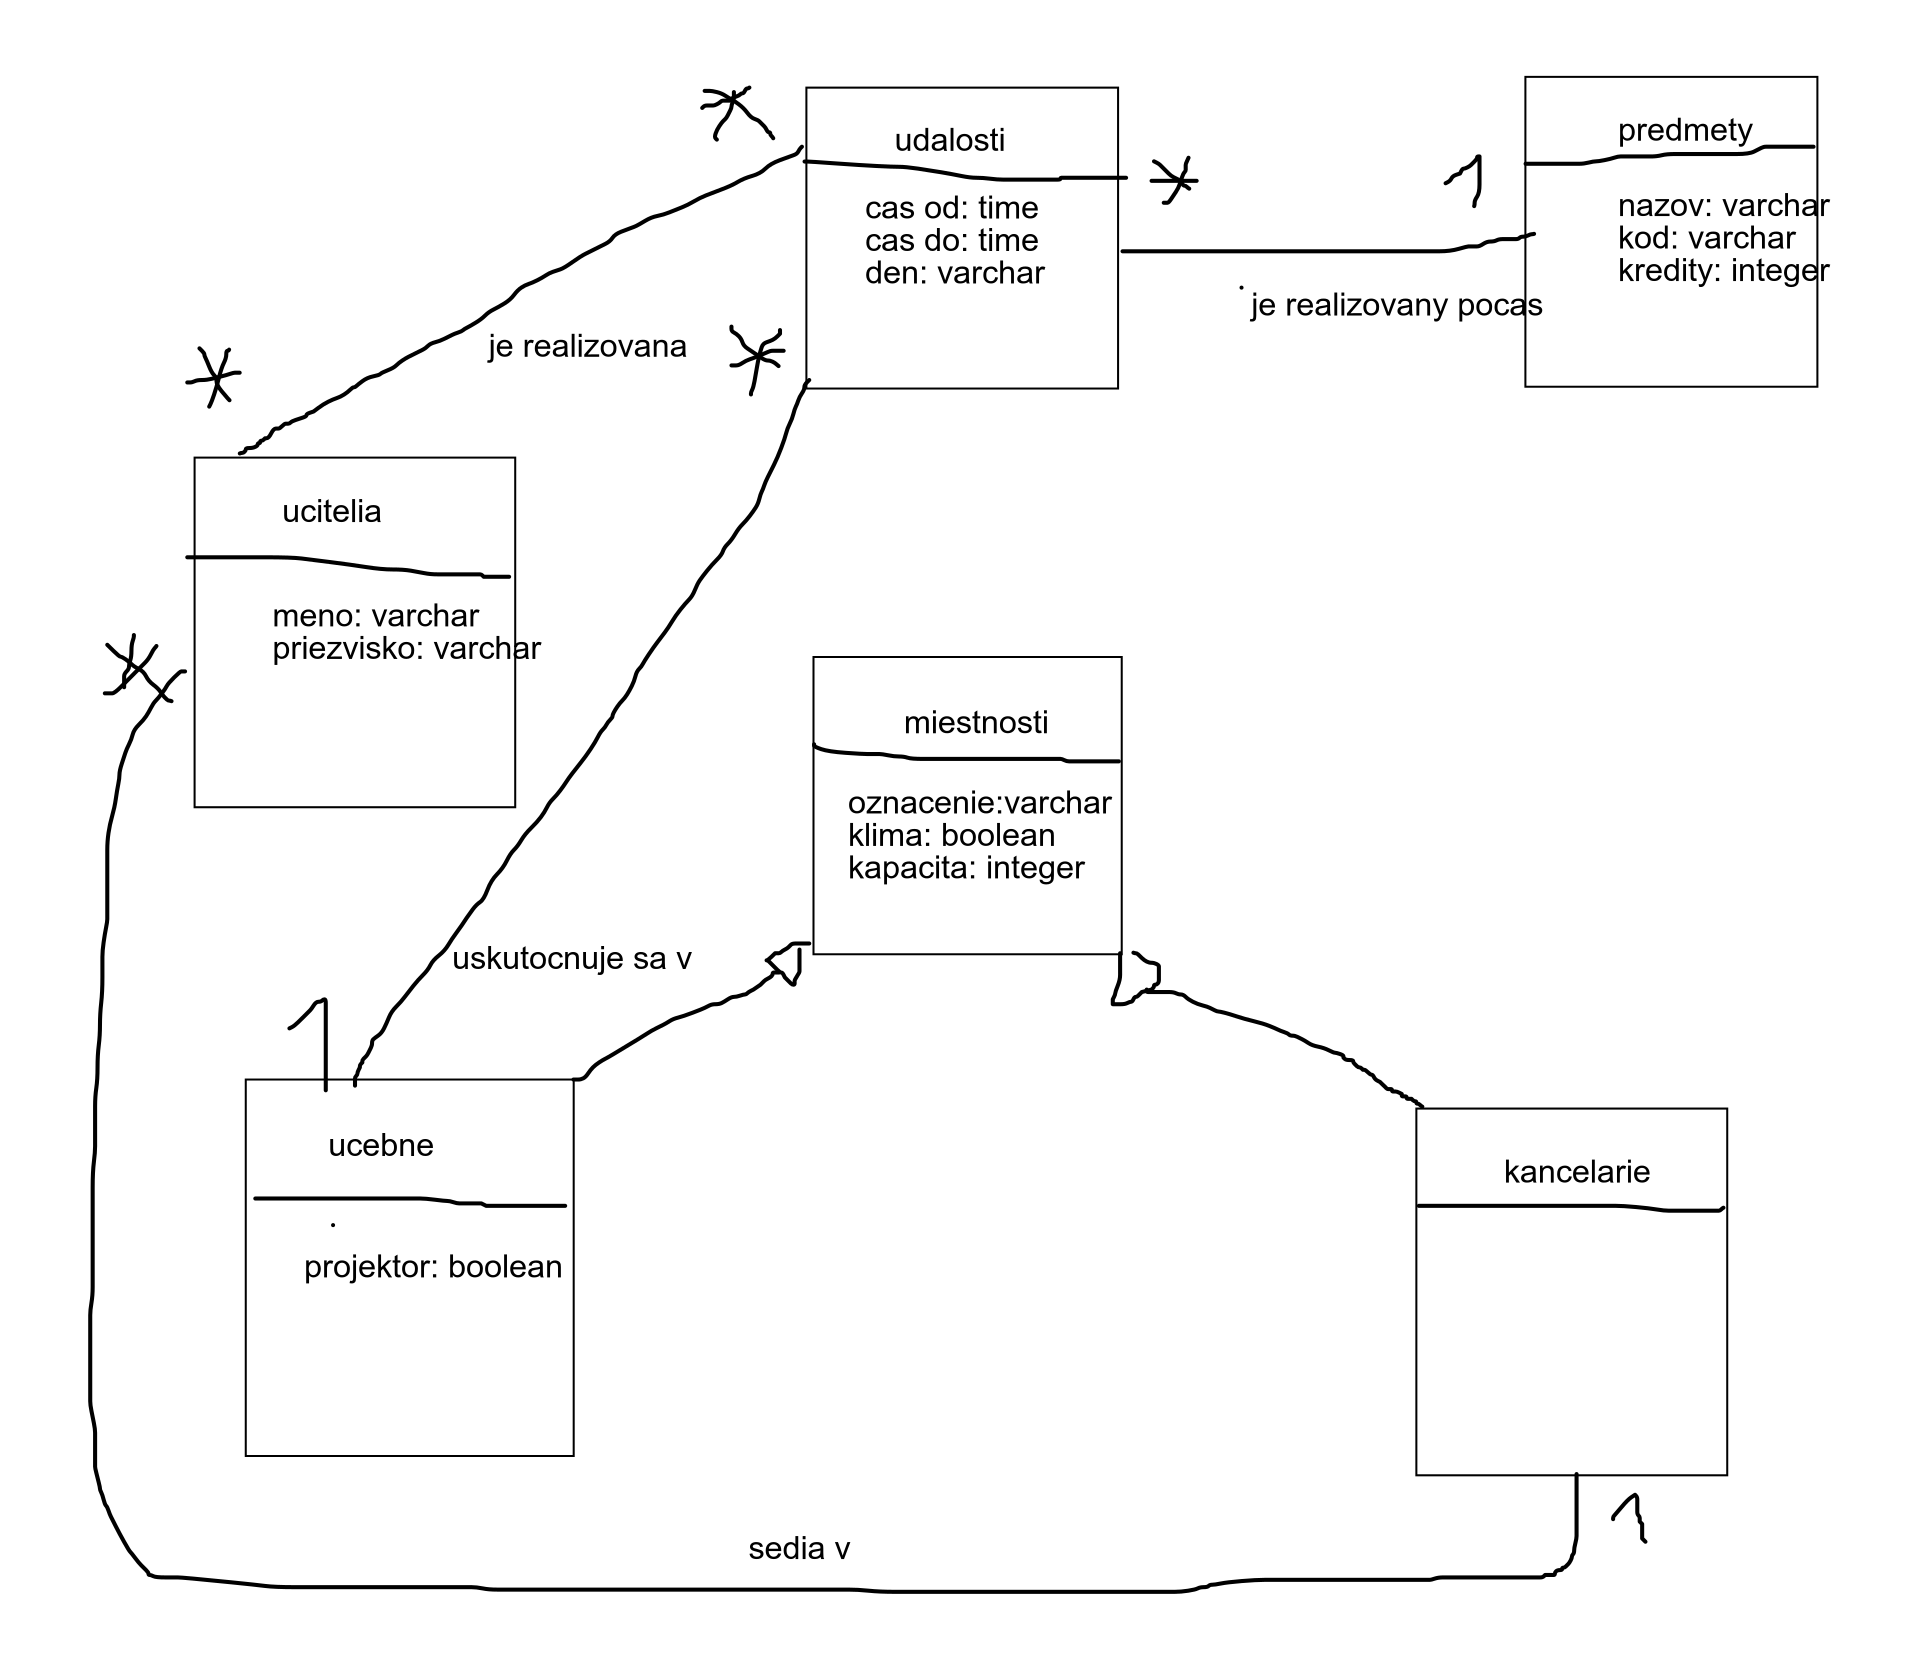 *
udalosti
cas od: time
cas do: time
den: varchar
*
1
predmety
nazov: varchar
kod: varchar
kredity: integer
je realizovany pocas
je realizovana
*
*
ucitelia
meno: varchar
priezvisko: varchar
*
miestnosti
oznacenie:varchar
klima: boolean
kapacita: integer
uskutocnuje sa v
1
ucebne
projektor: boolean
kancelarie
1
sedia v